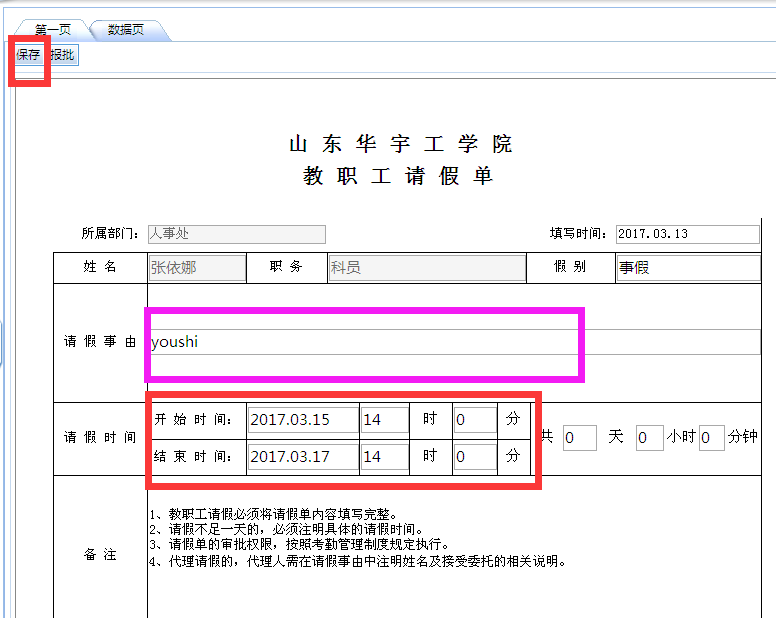 第一页 数据页
保存 报批
山东华宇工学院
教职工请假单
所属部门: 人事处 填写时间: 2017.03.13
姓名 张依娜 职务 科员 假别 事假
请假事由 youshi
请假时间 开始时间: 2017.03.15 14 时 0 分 共 0 天 0 小时 0 分钟
结束时间: 2017.03.17 14 时 0 分
备注
1、教职工请假必须将请假单内容填写完整。
2、请假不足一天的，必须注明具体的请假时间。
3、请假单的审批权限，按照考勤管理制度规定执行。
4、代理请假的，代理人需在请假事由中注明姓名及接受委托的相关说明。